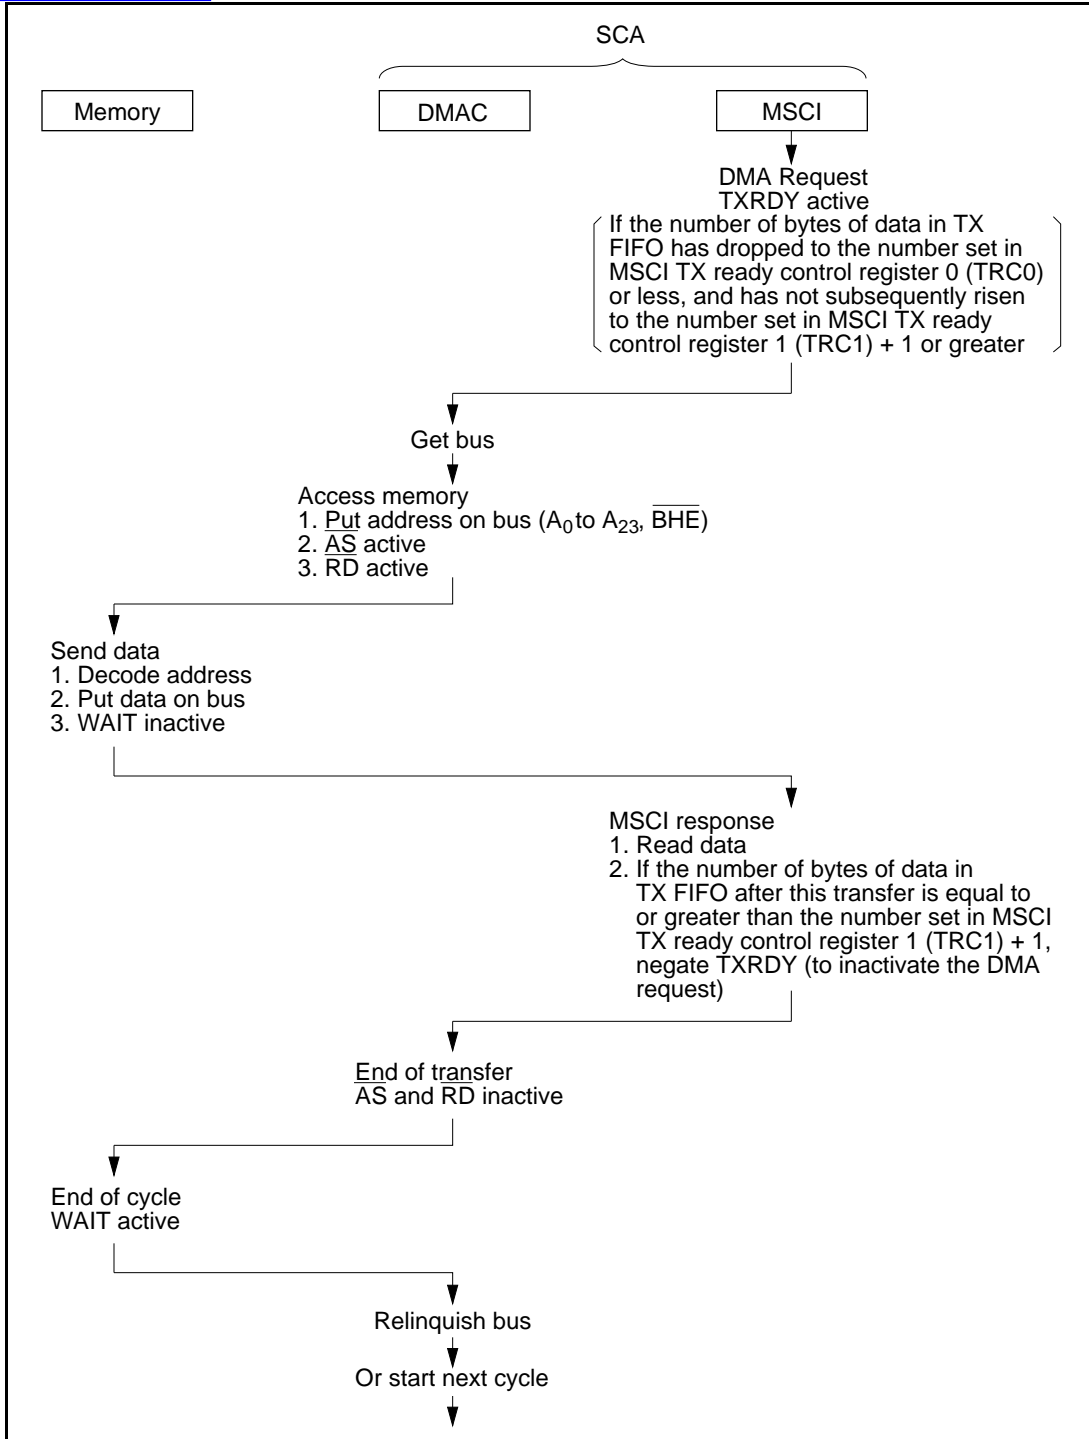 SCA
Memory
DMAC
MSCI
DMA Request
TXRDY active
If the number of bytes of data in TX
FIFO has dropped to the number set in
MSCI TX ready control register 0 (TRC0)
or less, and has not subsequently risen
to the number set in MSCI TX ready
control register 1 (TRC1) + 1 or greater
Get bus
Access memory
1. Put address on bus (A₀ to A₂₃, B̅H̅E̅)
2. A̅S̅ active
3. R̅D̅ active
Send data
1. Decode address
2. Put data on bus
3. WAIT inactive
MSCI response
1. Read data
2. If the number of bytes of data in
TX FIFO after this transfer is equal to
or greater than the number set in MSCI
TX ready control register 1 (TRC1) + 1,
negate TXRDY (to inactivate the DMA
request)
End of transfer
A̅S̅ and R̅D̅ inactive
End of cycle
WAIT active
Relinquish bus
Or start next cycle